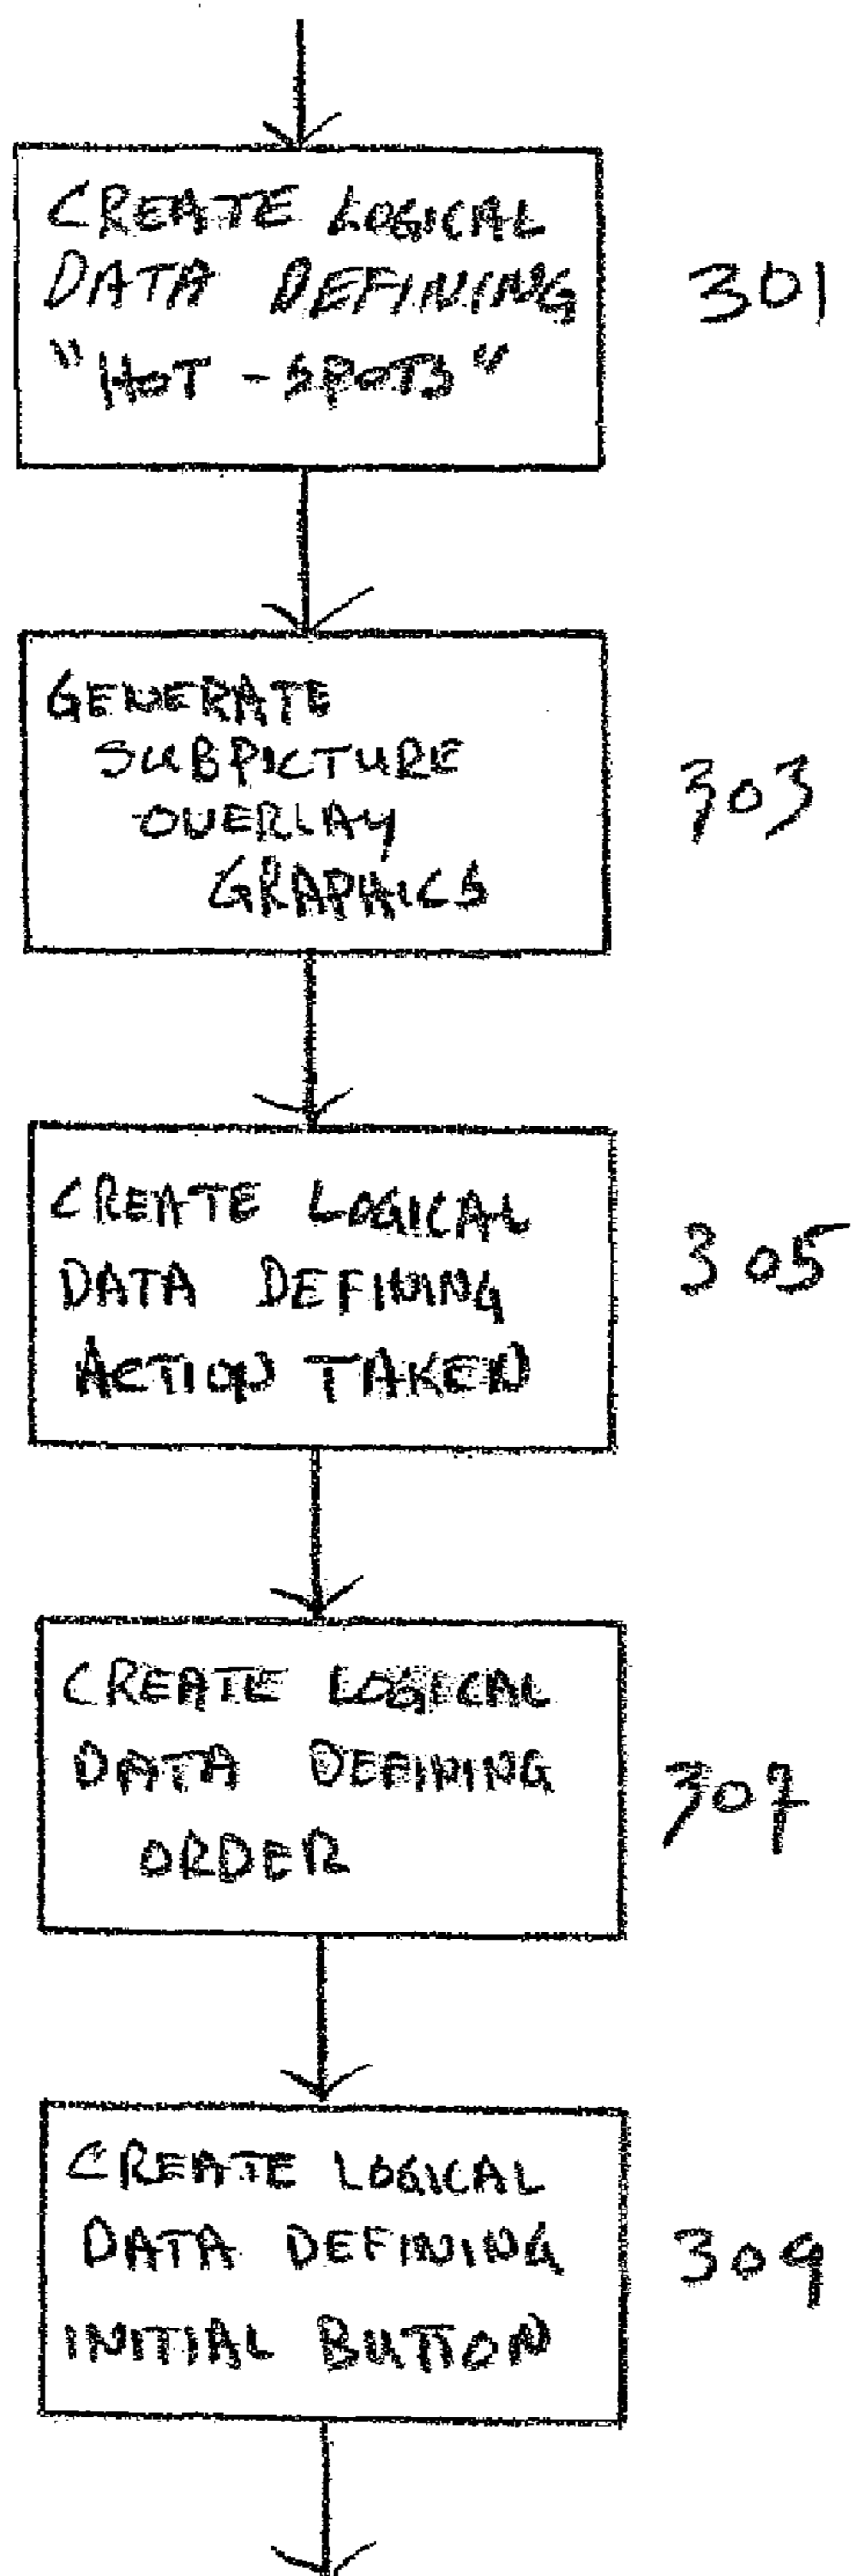 CREATE LOGICAL
DATA DEFINING
"HOT-SPOTS"
301
GENERATE
SUBPICTURE
OVERLAY
GRAPHICS
303
CREATE LOGICAL
DATA DEFINING
ACTION TAKEN
305
CREATE LOGICAL
DATA DEFINING
ORDER
307
CREATE LOGICAL
DATA DEFINING
INITIAL BUTTON
309